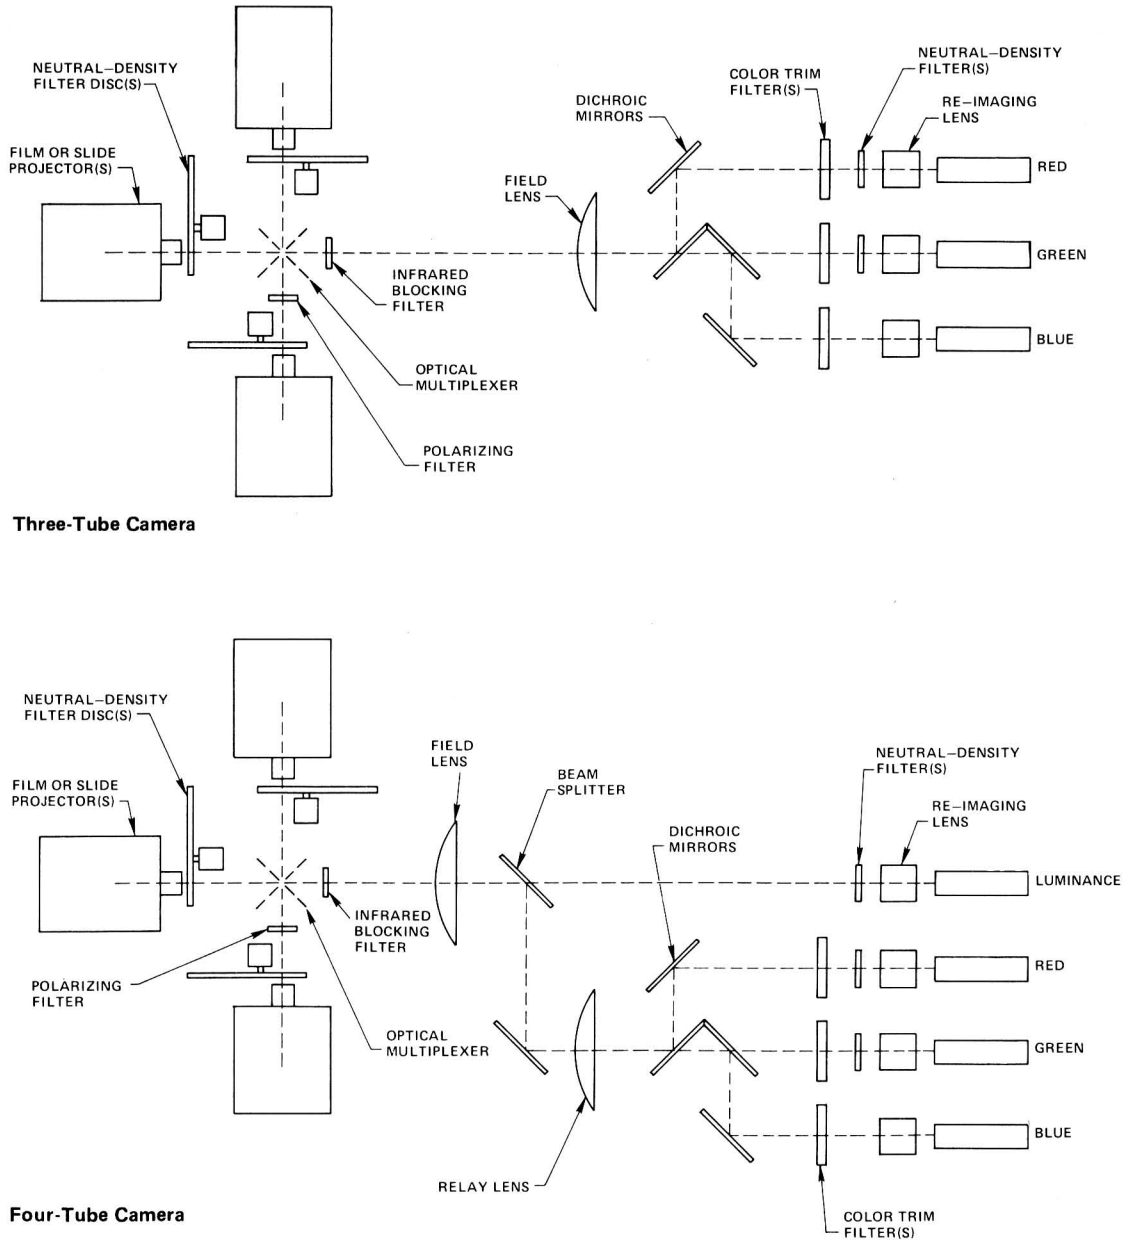 NEUTRAL–DENSITY
FILTER DISC(S)
FILM OR SLIDE
PROJECTOR(S)
INFRARED
BLOCKING
FILTER
OPTICAL
MULTIPLEXER
POLARIZING
FILTER
FIELD
LENS
DICHROIC
MIRRORS
COLOR TRIM
FILTER(S)
NEUTRAL–DENSITY
FILTER(S)
RE–IMAGING
LENS
RED
GREEN
BLUE
Three-Tube Camera
NEUTRAL–DENSITY
FILTER DISC(S)
FILM OR SLIDE
PROJECTOR(S)
POLARIZING
FILTER
INFRARED
BLOCKING
FILTER
OPTICAL
MULTIPLEXER
FIELD
LENS
BEAM
SPLITTER
DICHROIC
MIRRORS
RELAY LENS
NEUTRAL–DENSITY
FILTER(S)
RE–IMAGING
LENS
LUMINANCE
RED
GREEN
BLUE
COLOR TRIM
FILTER(S)
Four-Tube Camera